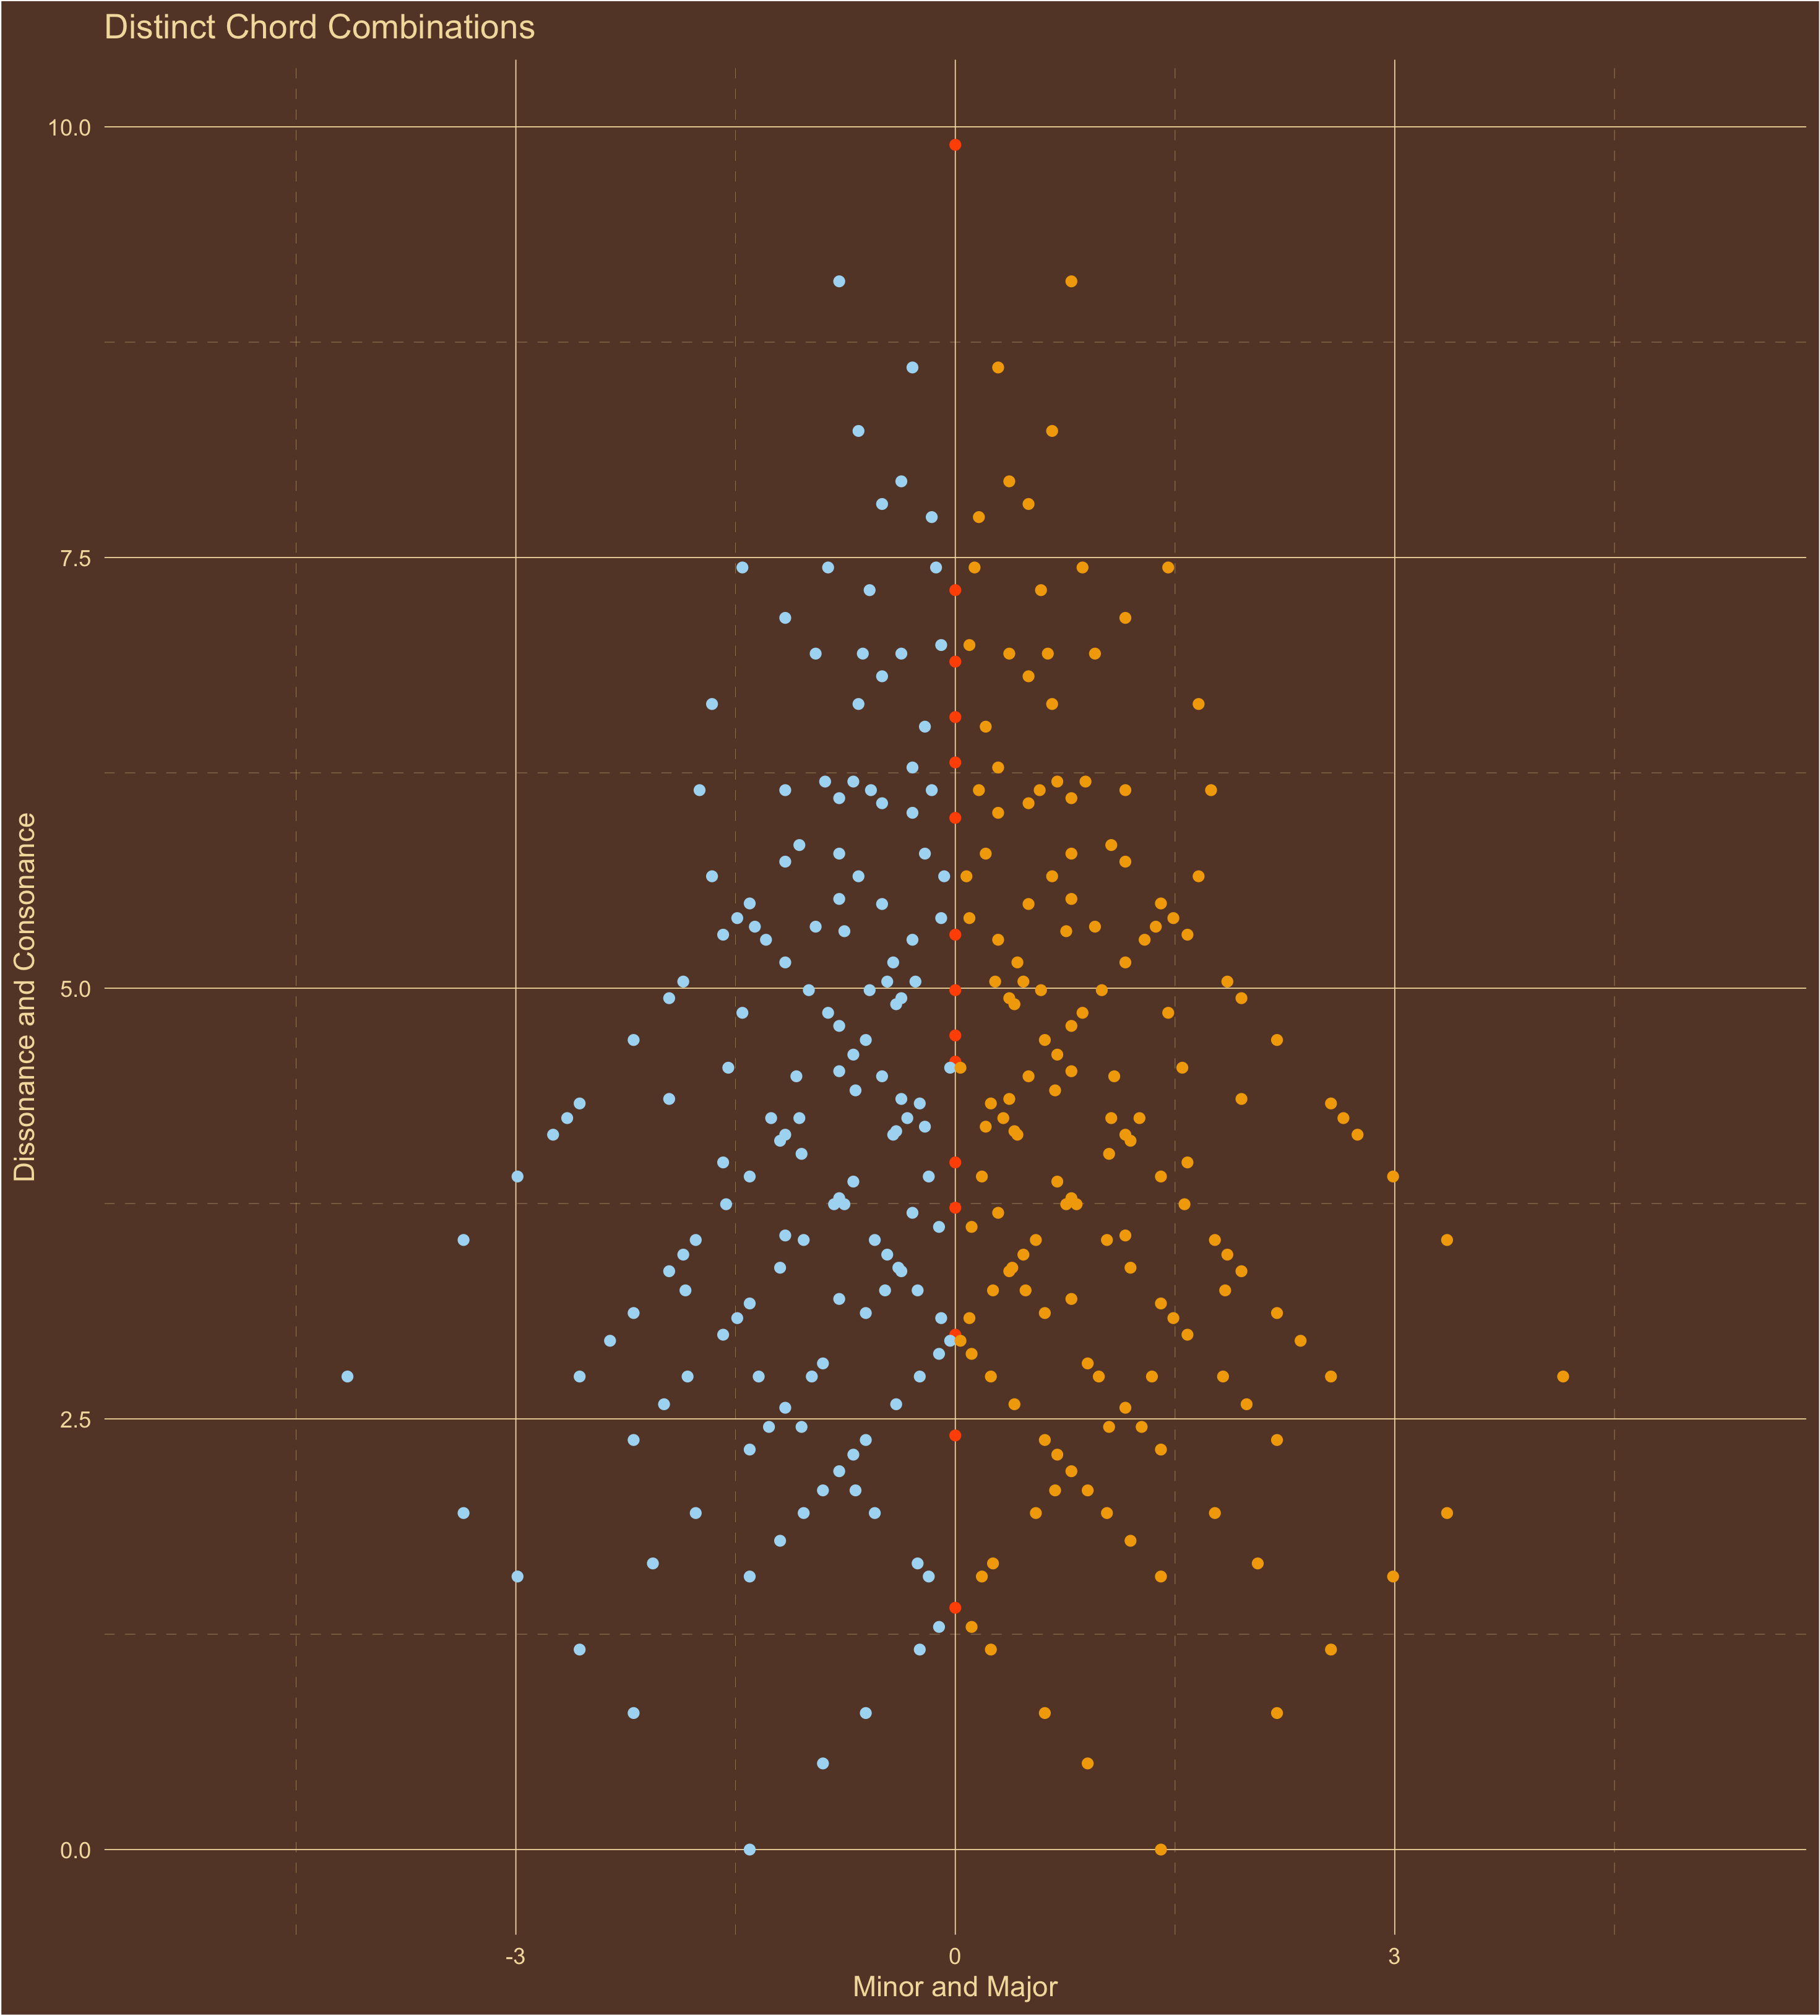 Distinct Chord Combinations
10.0
7.5
5.0
2.5
0.0
Dissonance and Consonance
-3 0 3
Minor and Major